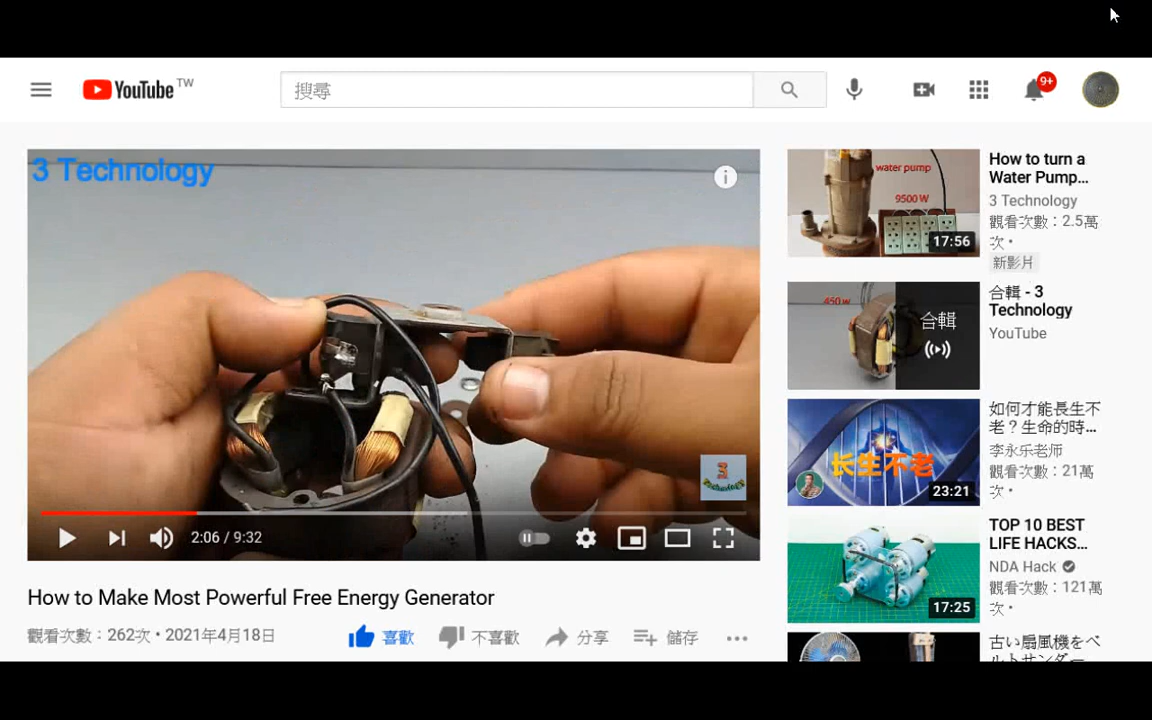 YouTube TW
搜尋
9+
3 Technology
3
Technology
2:06 / 9:32
How to Make Most Powerful Free Energy Generator
觀看次數：262次 • 2021年4月18日
喜歡
不喜歡
分享
儲存
water pump
9500 W
17:56
How to turn a
Water Pump...
3 Technology
觀看次數：2.5萬
次 •
新影片
450 w
合輯
合輯 - 3
Technology
YouTube
长生不老
23:21
如何才能長生不
老？生命的時...
李永乐老师
觀看次數：21萬
次 •
17:25
TOP 10 BEST
LIFE HACKS...
NDA Hack
觀看次數：121萬
次 •
古い扇風機をベ
ルトサンダー